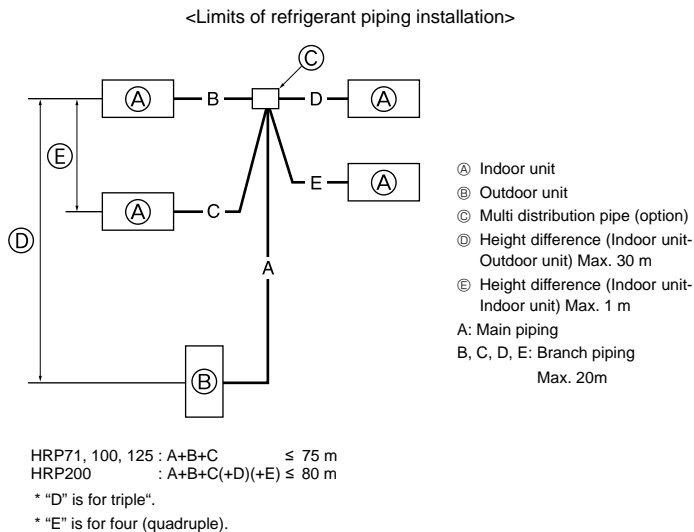 <Limits of refrigerant piping installation>
Ⓒ
Ⓐ B D Ⓐ
Ⓔ
Ⓐ C E Ⓐ
Ⓓ
A
Ⓑ
Ⓐ Indoor unit
Ⓑ Outdoor unit
Ⓒ Multi distribution pipe (option)
Ⓓ Height difference (Indoor unit-
Outdoor unit) Max. 30 m
Ⓔ Height difference (Indoor unit-
Indoor unit) Max. 1 m
A: Main piping
B, C, D, E: Branch piping
Max. 20m
HRP71, 100, 125 : A+B+C ≤ 75 m
HRP200 : A+B+C(+D)(+E) ≤ 80 m
* “D” is for triple“.
* “E” is for four (quadruple).